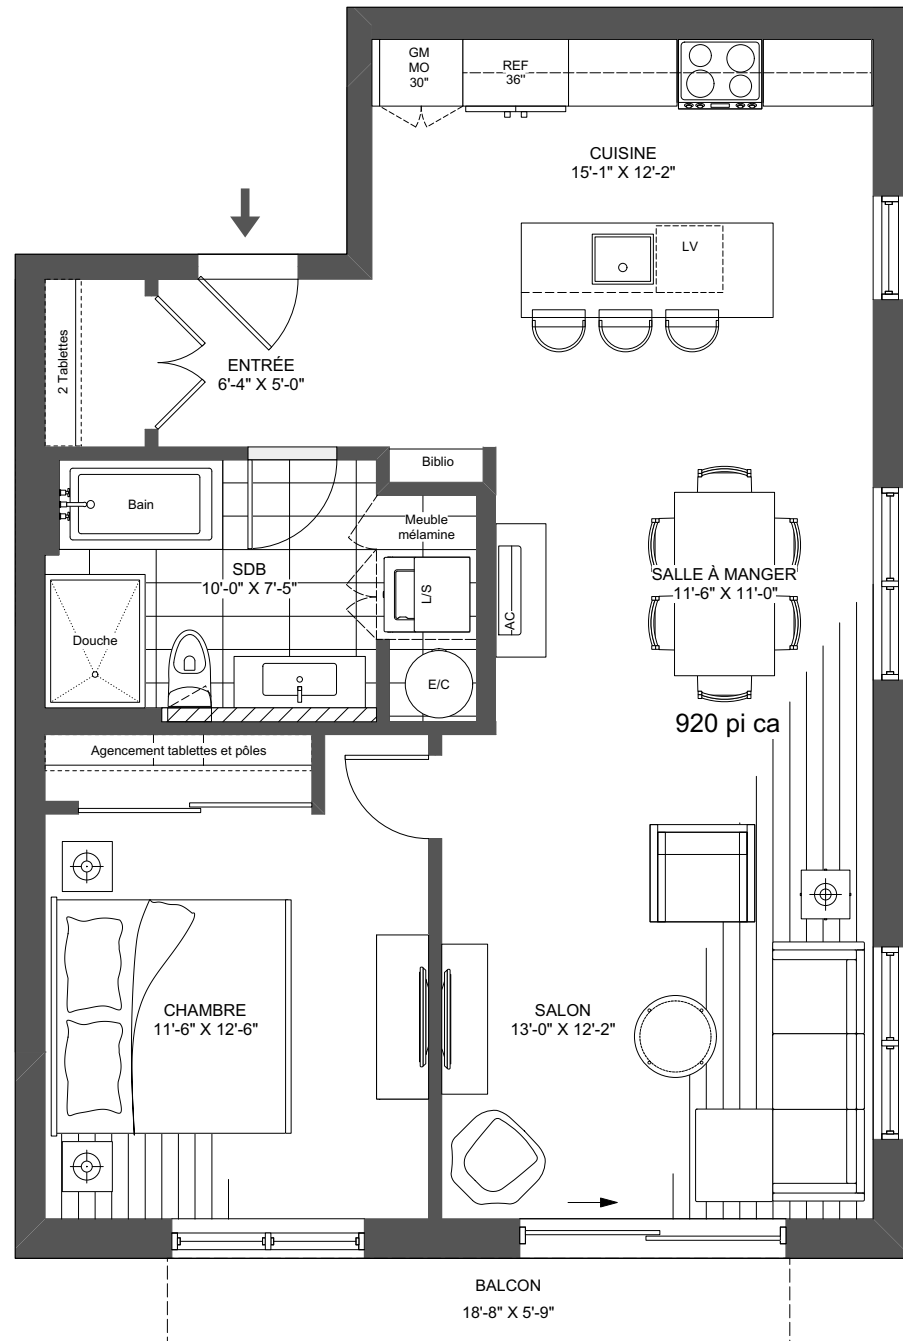 GM
MO
30"
REF
36"
CUISINE
15'-1" X 12'-2"
LV
2 Tablettes
ENTRÉE
6'-4" X 5'-0"
Biblio
Bain
Meuble
mélamine
SDB
10'-0" X 7'-5"
L/S
AC
SALLE À MANGER
11'-6" X 11'-0"
Douche
E/C
920 pi ca
Agencement tablettes et pôles
CHAMBRE
11'-6" X 12'-6"
SALON
13'-0" X 12'-2"
BALCON
18'-8" X 5'-9"